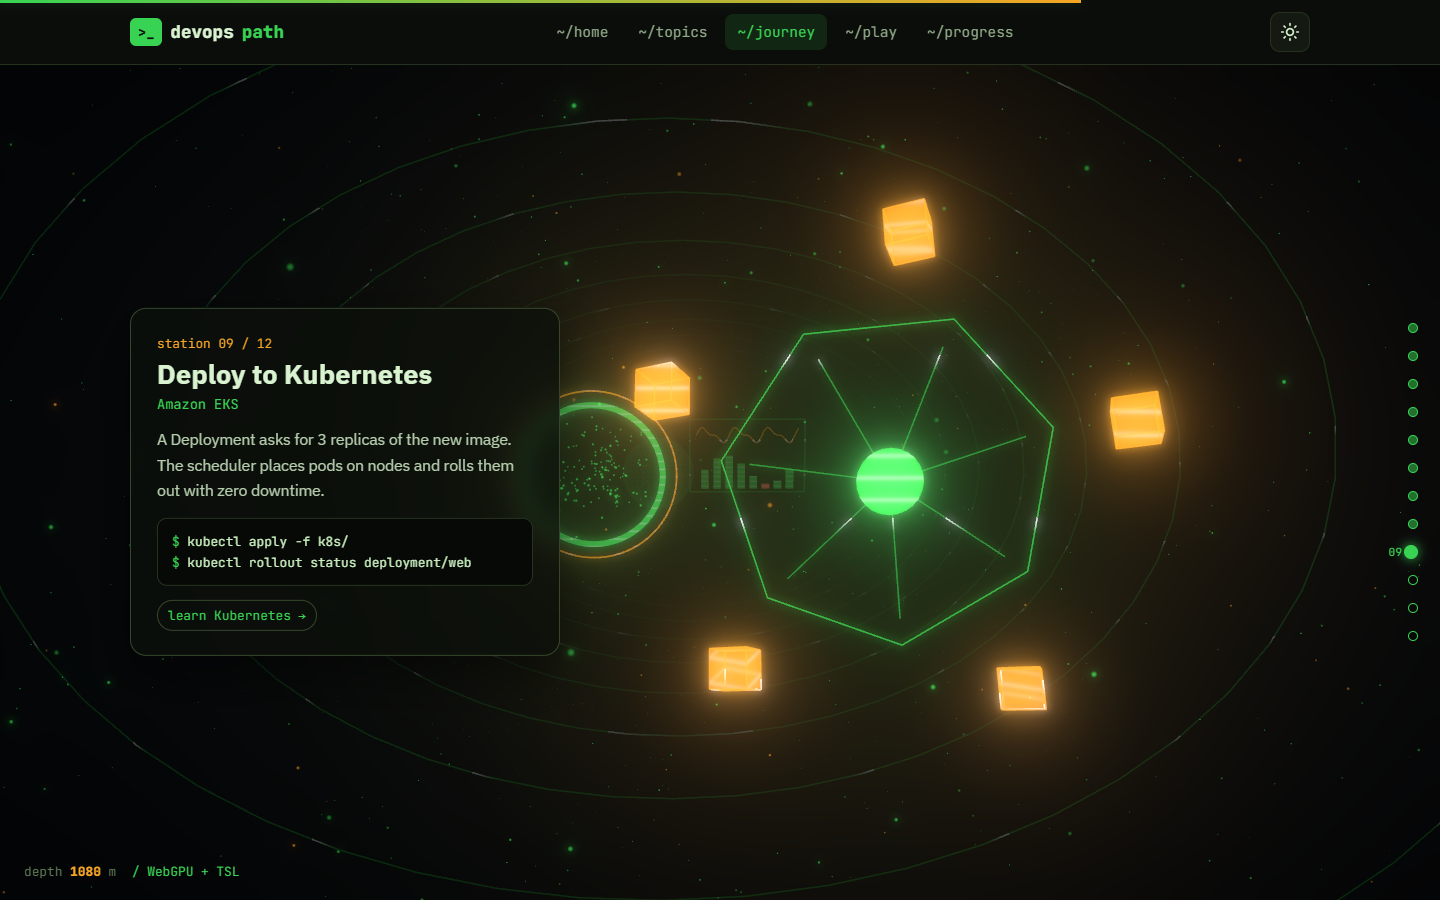 >_ devops path
~/home ~/topics ~/journey ~/play ~/progress
station 09 / 12
Deploy to Kubernetes
Amazon EKS
A Deployment asks for 3 replicas of the new image.
The scheduler places pods on nodes and rolls them
out with zero downtime.
$ kubectl apply -f k8s/
$ kubectl rollout status deployment/web
learn Kubernetes →
09
depth 1080 m / WebGPU + TSL